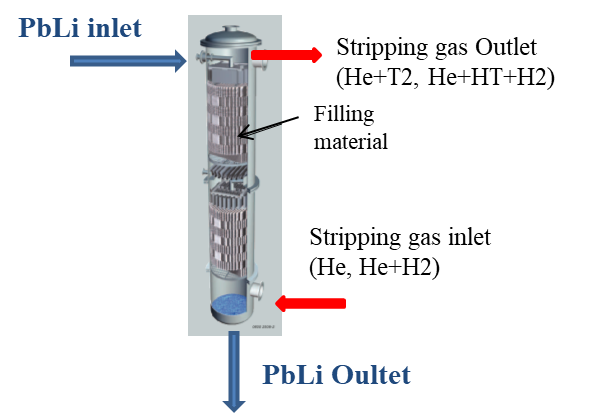 PbLi inlet
Stripping gas Outlet
(He+T2, He+HT+H2)
Filling
material
Stripping gas inlet
(He, He+H2)
PbLi Oultet